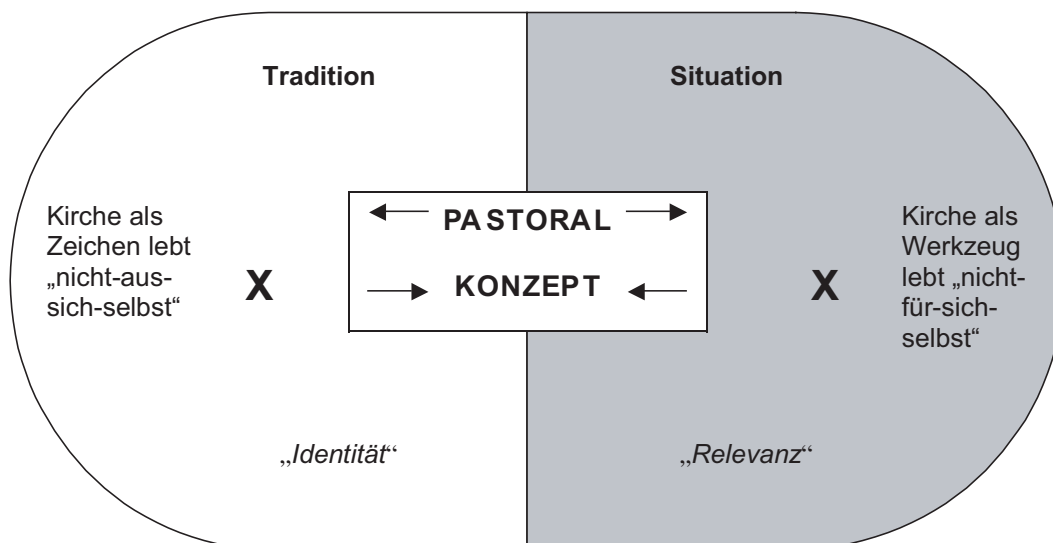 Tradition
Situation
Kirche als
Zeichen lebt
„nicht-aus-
sich-selbst“
X
PASTORAL
KONZEPT
X
Kirche als
Werkzeug
lebt „nicht-
für-sich-
selbst“
„Identität“
„Relevanz“